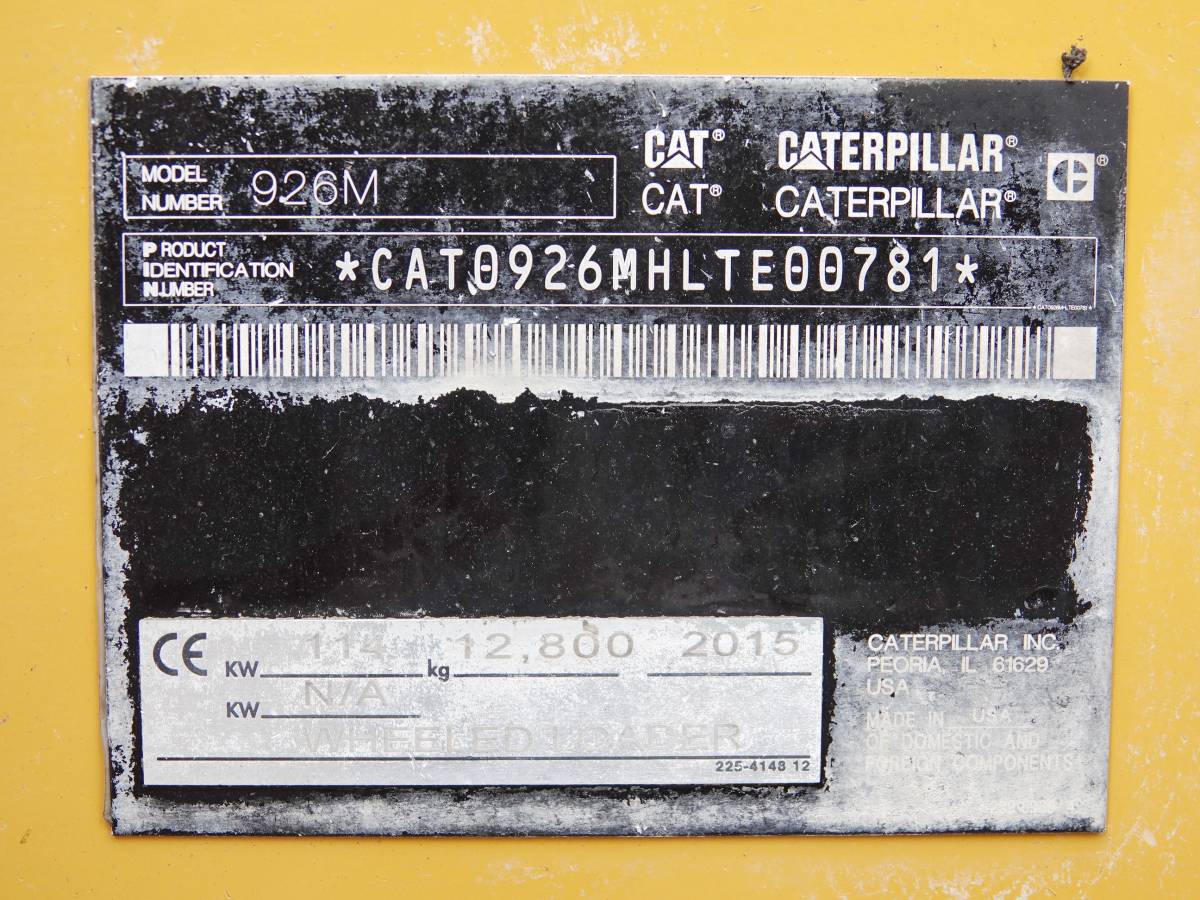 CAT® CATERPILLAR®
CAT® CATERPILLAR®
MODEL
NUMBER 926M
PRODUCT
IDENTIFICATION
NUMBER *CAT0926MHLTE00781*
*CAT0926MHLTE00781*
CE KW 114 kg 12,800 2015
KW N/A
WHEELED LOADER
225-4148 12
CATERPILLAR INC.
PEORIA, IL 61629
USA
MADE IN USA
OF DOMESTIC AND
FOREIGN COMPONENTS